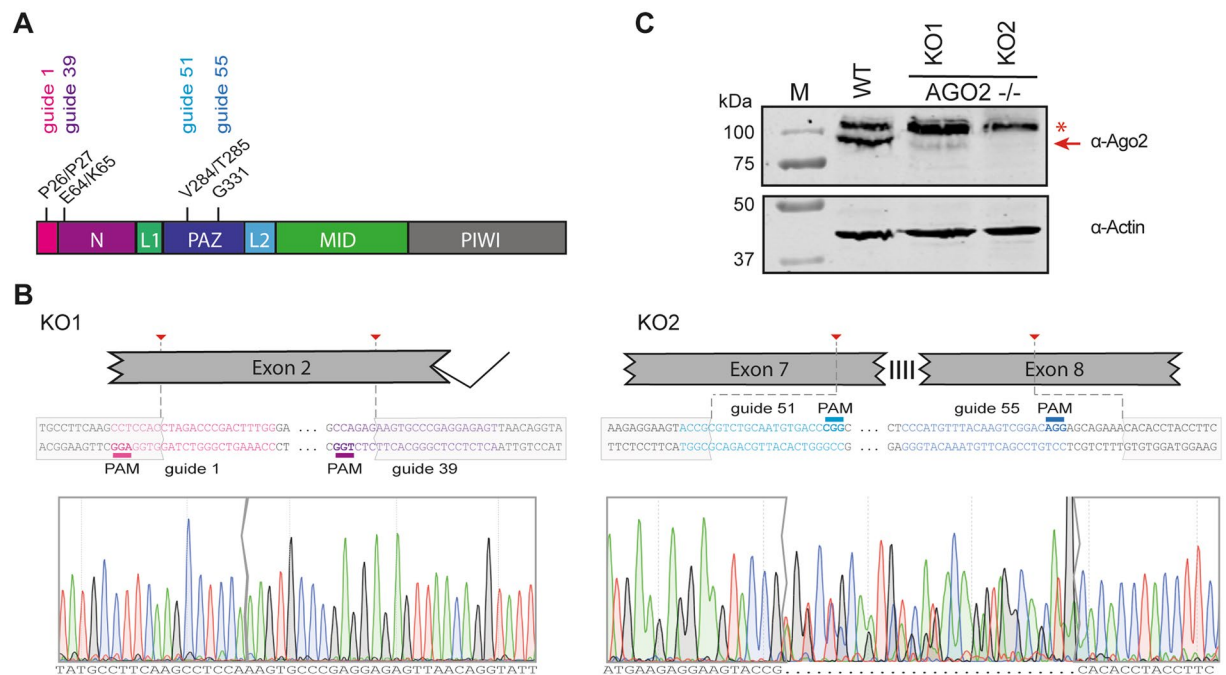 A
guide 1
guide 39
guide 51
guide 55
P26/P27
E64/K65
V284/T285
G331
N L1 PAZ L2 MID PIWI
C
KO1
KO2
WT
M
AGO2 -/-
kDa
100
75
*
α-Ago2
50
37
α-Actin
B
KO1
Exon 2
TGCCTTCAAGCCTCCACCTAGACCCGACTTTGGGA ... GCCAGAGAAGTGCCCGAGGAGAGTTAACAGGTA
ACGGAAGTTCGGAGGTGGATCTGGGCTGAAACCCT ... CGGTCTCTTCACGGGCTCCTCTCAATTGTCCAT
PAM guide 1 PAM guide 39
TATGCCTTCAAGCCTCCAAAGTGCCCGAGGAGAGTTAACAGGTATT
KO2
Exon 7
Exon 8
guide 51 PAM guide 55 PAM
AAGAGGAAGTACCGCGTCTGCAATGTGACCCGGC ... CTCCCATGTTTACAAGTCGGACAGGAGCAGAAACACACCTACCTTC
TTCTCCTTCATGGCGCAGACGTTACACTGGGCCG ... GAGGGTACAAATGTTCAGCCTGTCCTCGTCTTTGTGTGGATGGAAG
ATGAAGAGGAAGTACCG............................CACACCTACCTTC